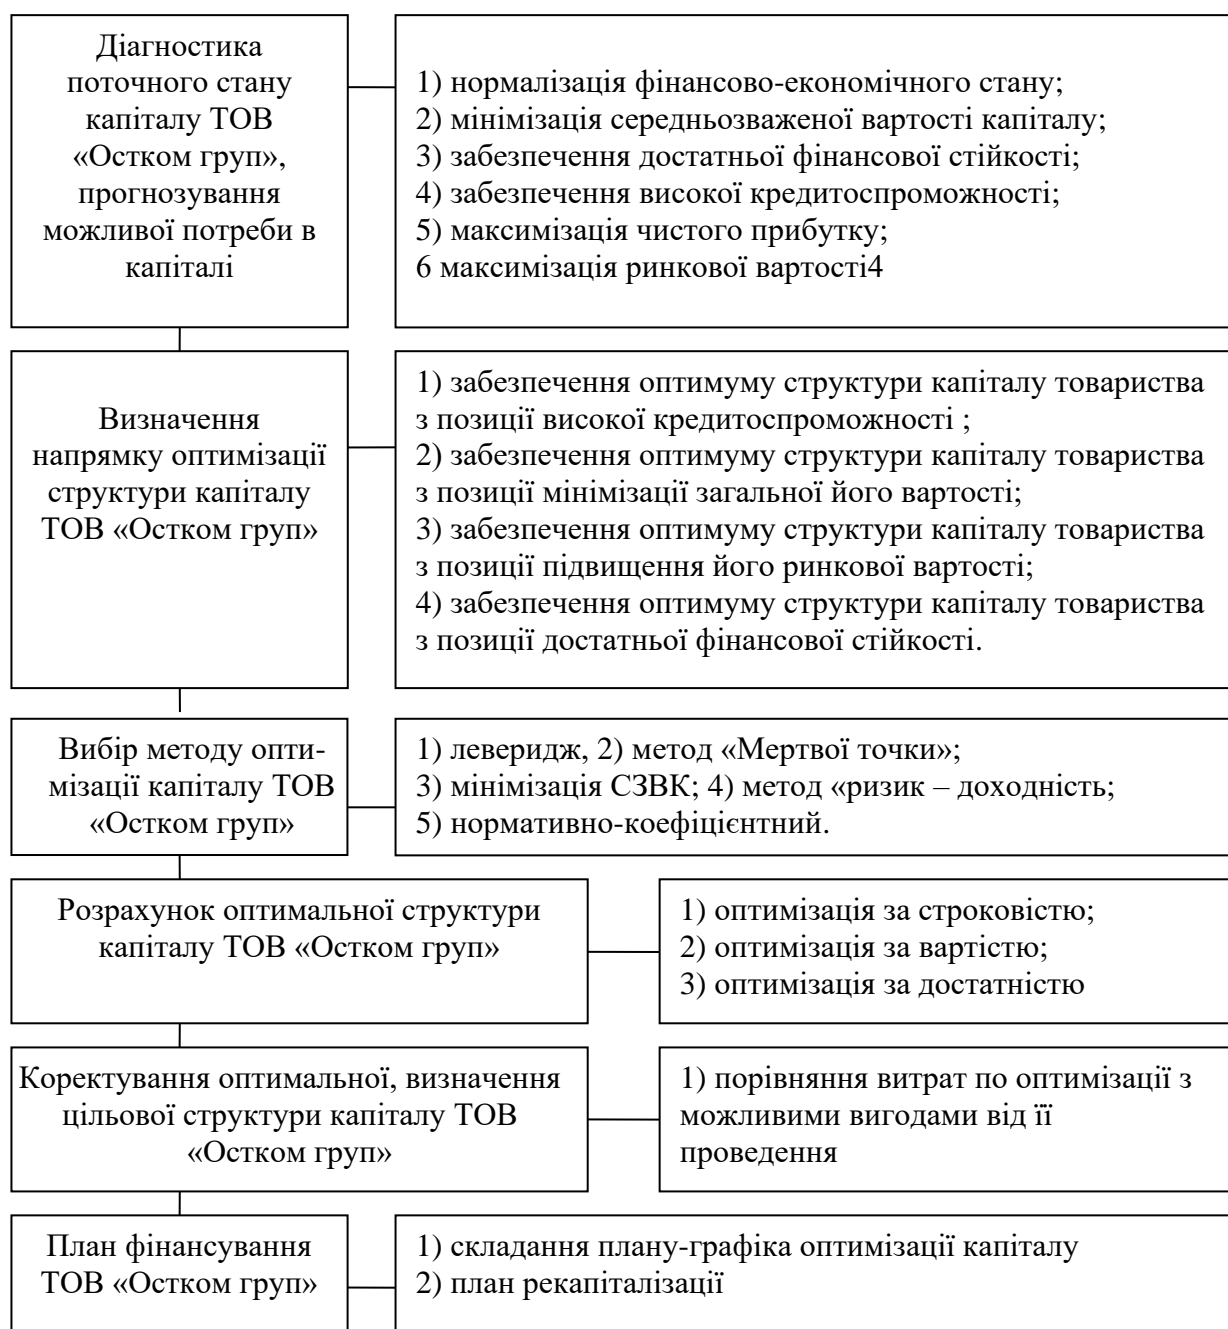 Діагностика
поточного стану
капіталу ТОВ
«Остком груп»,
прогнозування
можливої потреби в
капіталі
1) нормалізація фінансово-економічного стану;
2) мінімізація середньозваженої вартості капіталу;
3) забезпечення достатньої фінансової стійкості;
4) забезпечення високої кредитоспроможності;
5) максимізація чистого прибутку;
6 максимізація ринкової вартості4
Визначення
напрямку оптимізації
структури капіталу
ТОВ «Остком груп»
1) забезпечення оптимуму структури капіталу товариства
з позиції високої кредитоспроможності ;
2) забезпечення оптимуму структури капіталу товариства
з позиції мінімізації загальної його вартості;
3) забезпечення оптимуму структури капіталу товариства
з позиції підвищення його ринкової вартості;
4) забезпечення оптимуму структури капіталу товариства
з позиції достатньої фінансової стійкості.
Вибір методу опти-
мізації капіталу ТОВ
«Остком груп»
1) леверидж, 2) метод «Мертвої точки»;
3) мінімізація СЗВК; 4) метод «ризик – доходність;
5) нормативно-коефіцієнтний.
Розрахунок оптимальної структури
капіталу ТОВ «Остком груп»
1) оптимізація за строковістю;
2) оптимізація за вартістю;
3) оптимізація за достатністю
Коректування оптимальної, визначення
цільової структури капіталу ТОВ
«Остком груп»
1) порівняння витрат по оптимізації з
можливими вигодами від її
проведення
План фінансування
ТОВ «Остком груп»
1) складання плану-графіка оптимізації капіталу
2) план рекапіталізації